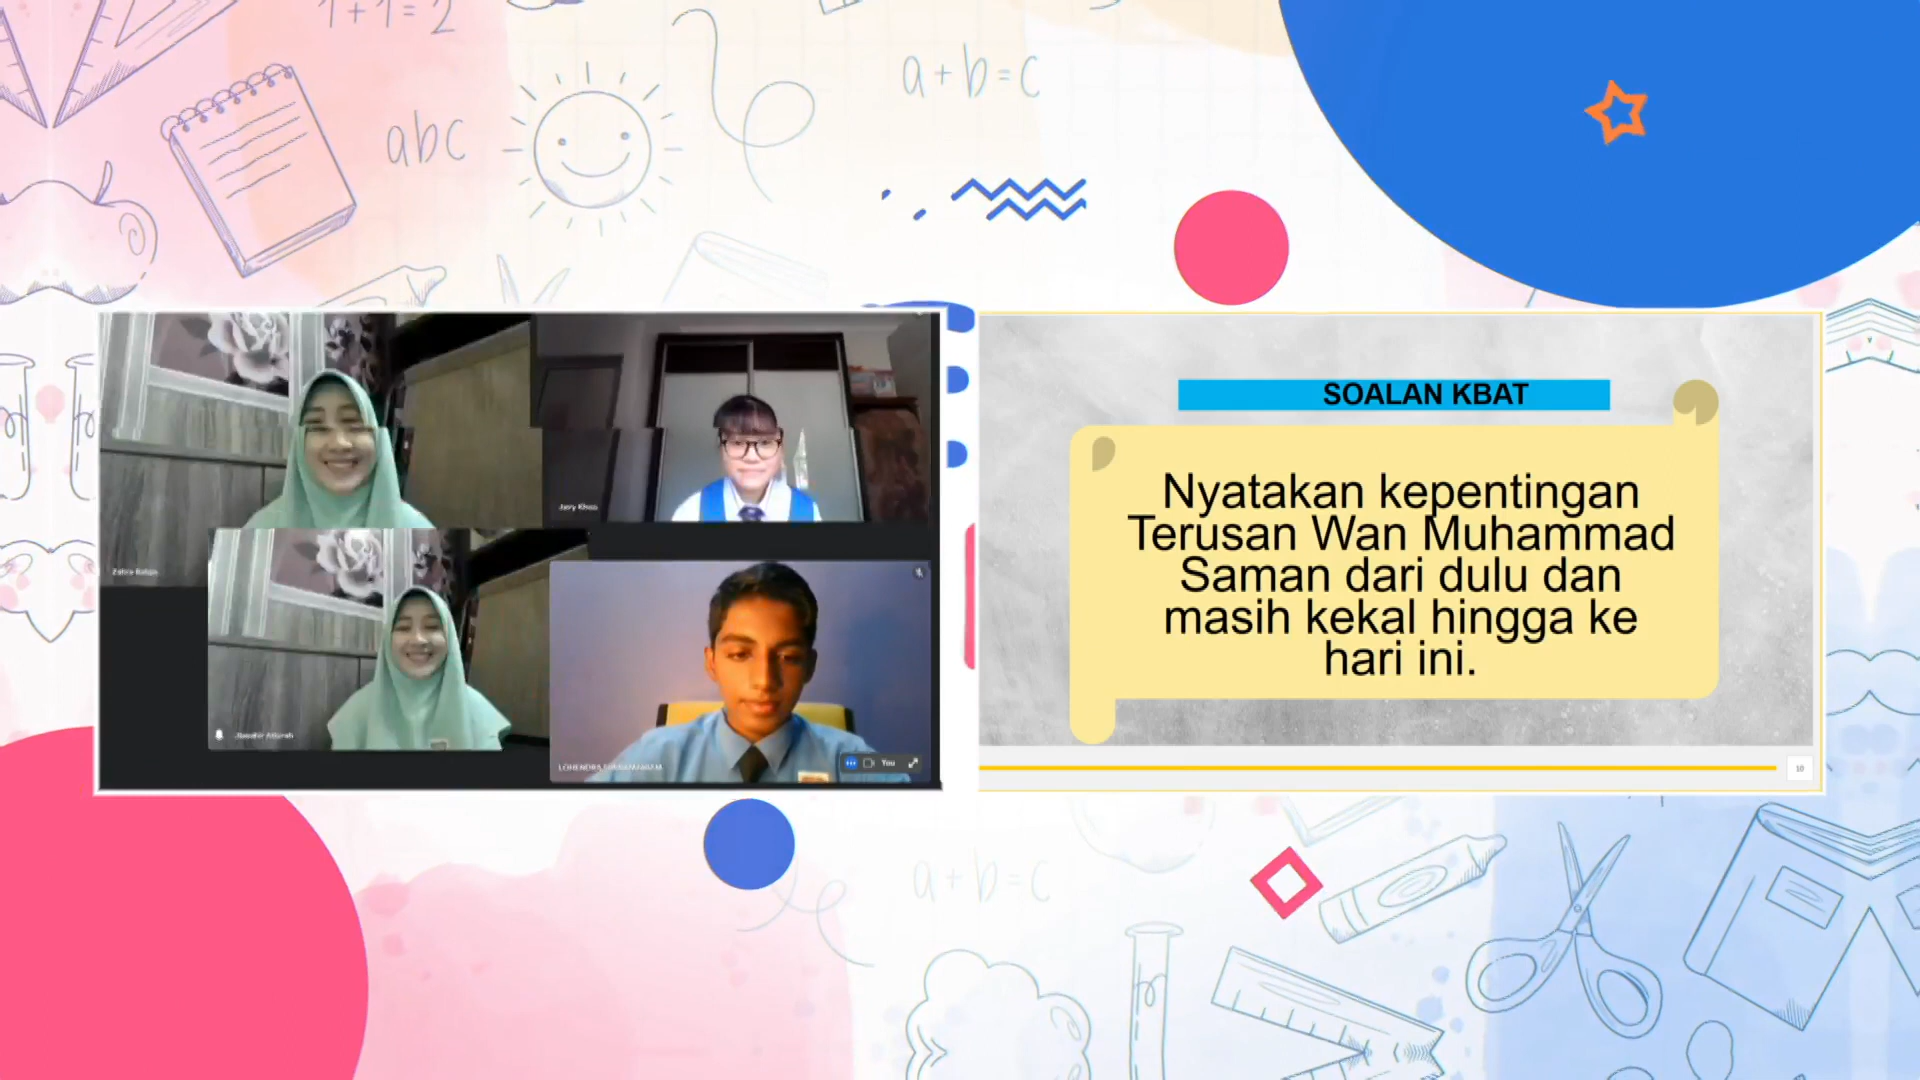 1+1=2
abc
a+b=c
SOALAN KBAT
Nyatakan kepentingan
Terusan Wan Muhammad
Saman dari dulu dan
masih kekal hingga ke
hari ini.
You
10
a+b=c